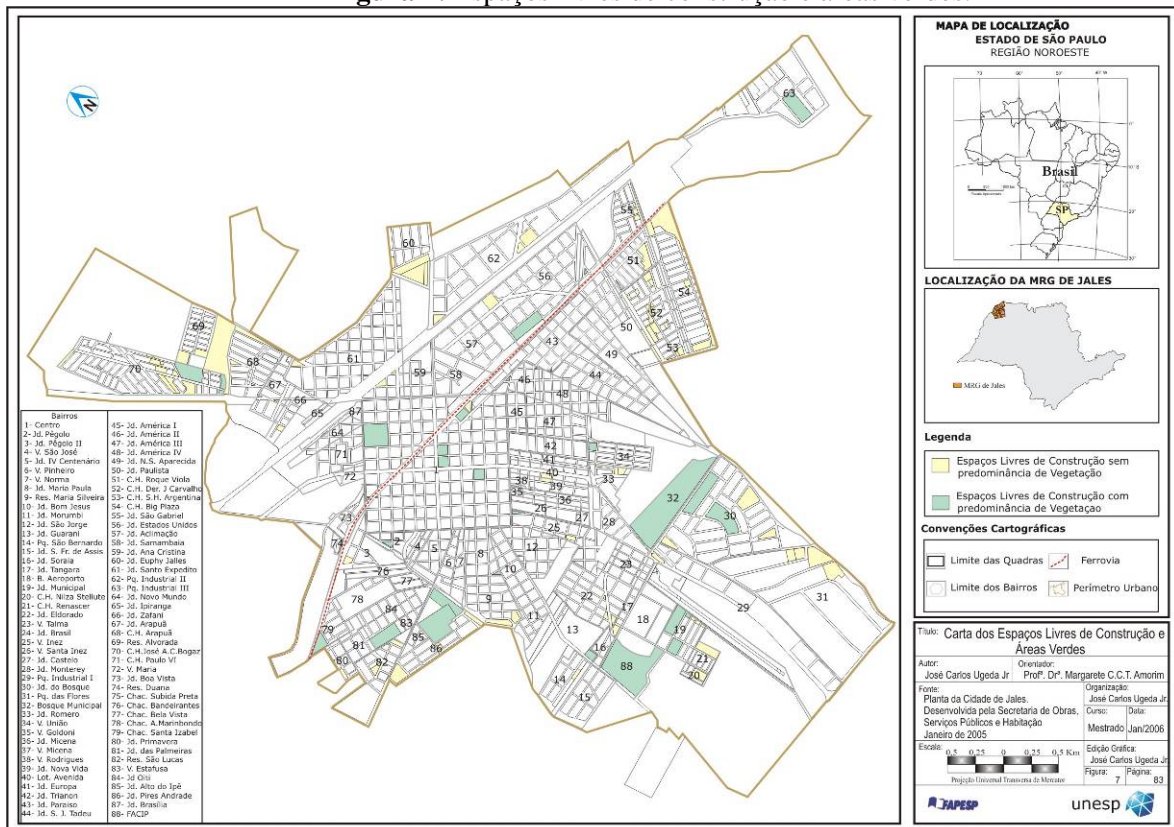 MAPA DE LOCALIZAÇÃO
ESTADO DE SÃO PAULO
REGIÃO NOROESTE
Brasil
SP
LOCALIZAÇÃO DA MRG DE JALES
MRG de Jales
Legenda
Espaços Livres de Construção sem
predominância de Vegetação
Espaços Livres de Construção com
predominância de Vegetaçao
Convenções Cartográficas
Limite das Quadras
Ferrovia
Limite dos Bairros
Perímetro Urbano
Título: Carta dos Espaços Livres de Construção e
Áreas Verdes
Autor:
José Carlos Ugeda Jr
Orientador:
Profª. Drª. Margarete C.C.T. Amorim
Fonte:
Planta da Cidade de Jales.
Desenvolvida pela Secretaria de Obras,
Serviços Públicos e Habitação
Janeiro de 2005
Organização:
José Carlos Ugeda Jr.
Curso:
Mestrado
Data:
Jan/2006
Escala:
0,5 0,25 0 0,25 0,5 Km
Projeção Universal Transversa de Mercator
Edição Gráfica:
José Carlos Ugeda Jr
Figura: 7
Página: 83
FAPESP
unesp
N
Bairros
1- Centro
2- Jd. Pêgolo
3- Jd. Pêgolo II
4- V. São José
5- Jd. IV Centenário
6- V. Pinheiro
7- V. Norma
8- Jd. Maria Paula
9- Res. Maria Silveira
10- Jd. Bom Jesus
11- Jd. Morumbi
12- Jd. São Jorge
13- Jd. Guarani
14- Pq. São Bernardo
15- Jd. S. Fr. de Assis
16- Jd. Soraia
17- Jd. Tangara
18- B. Aeroporto
19- Jd. Municipal
20- C.H. Nilza Stellute
21- C.H. Renascer
22- Jd. Eldorado
23- V. Talma
24- Jd. Brasil
25- V. Inez
26- V. Santa Inez
27- Jd. Castelo
28- Jd. Monterey
29- Pq. Industrial I
30- Jd. do Bosque
31- Pq. das Flores
32- Bosque Municipal
33- Jd. Romero
34- V. União
35- V. Goldoni
36- Jd. Micena
37- V. Micena
38- V. Rodrigues
39- Jd. Nova Vida
40- Lot. Avenida
41- Jd. Europa
42- Jd. Trianon
43- Jd. Paraiso
44- Jd. S. J. Tadeu
45- Jd. América I
46- Jd. América II
47- Jd. América III
48- Jd. América IV
49- Jd. N.S. Aparecida
50- Jd. Paulista
51- C.H. Roque Viola
52- C.H. Der. J Carvalho
53- C.H. S.H. Argentina
54- C.H. Big Plaza
55- Jd. São Gabriel
56- Jd. Estados Unidos
57- Jd. Aclimação
58- Jd. Samambaia
59- Jd. Ana Cristina
60- Jd. Euphy Jalles
61- Jd. Santo Expedito
62- Pq. Industrial II
63- Pq. Industrial III
64- Jd. Novo Mundo
65- Jd. Ipiranga
66- Jd. Zafani
67- Jd. Arapuã
68- C.H. Arapuã
69- Res. Alvorada
70- C.H.José A.C.Bogaz
71- C.H. Paulo VI
72- V. Maria
73- Jd. Boa Vista
74- Res. Duana
75- Chac. Subida Preta
76- Chac. Bandeirantes
77- Chac. Bela Vista
78- Chac. A.Marinbondo
79- Chac. Santa Izabel
80- Jd. Primavera
81- Jd. das Palmeiras
82- Res. São Lucas
83- V. Estafusa
84- Jd Oiti
85- Jd. Alto do Ipê
86- Jd. Pires Andrade
87- Jd. Brasília
88- FACIP